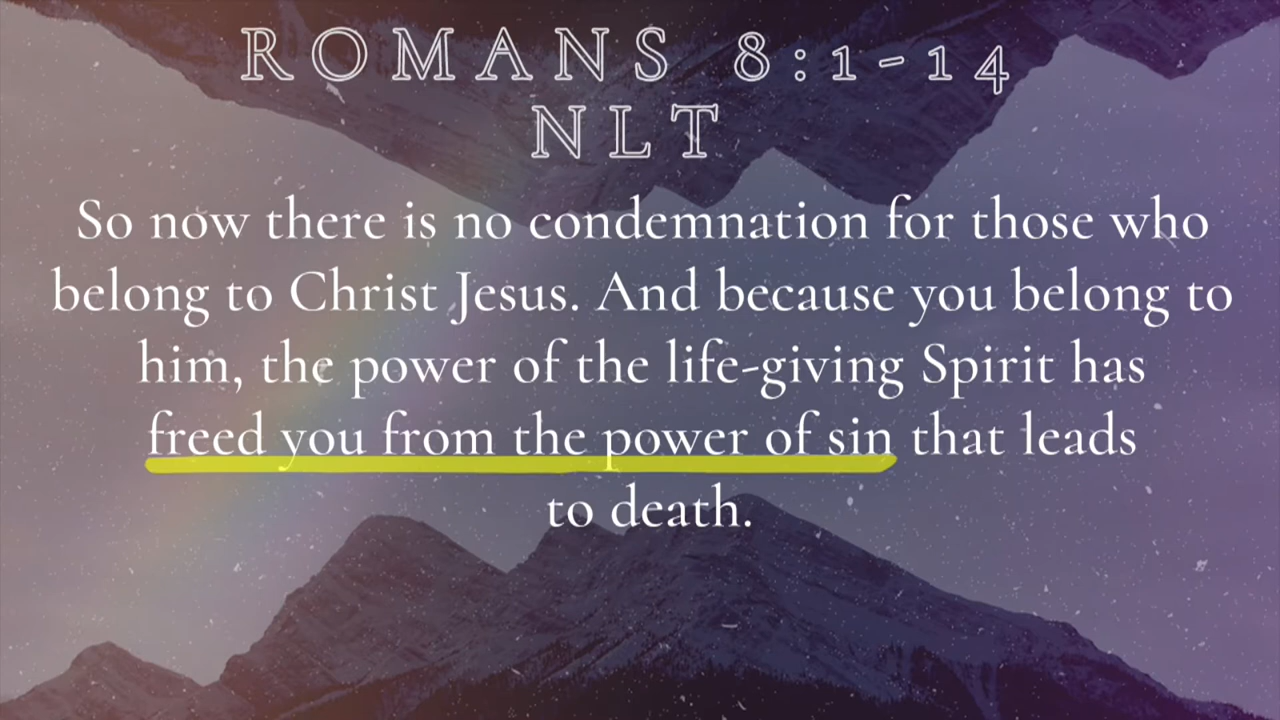 ROMANS 8:1-14
NLT
So now there is no condemnation for those who
belong to Christ Jesus. And because you belong to
him, the power of the life-giving Spirit has
freed you from the power of sin that leads
to death.